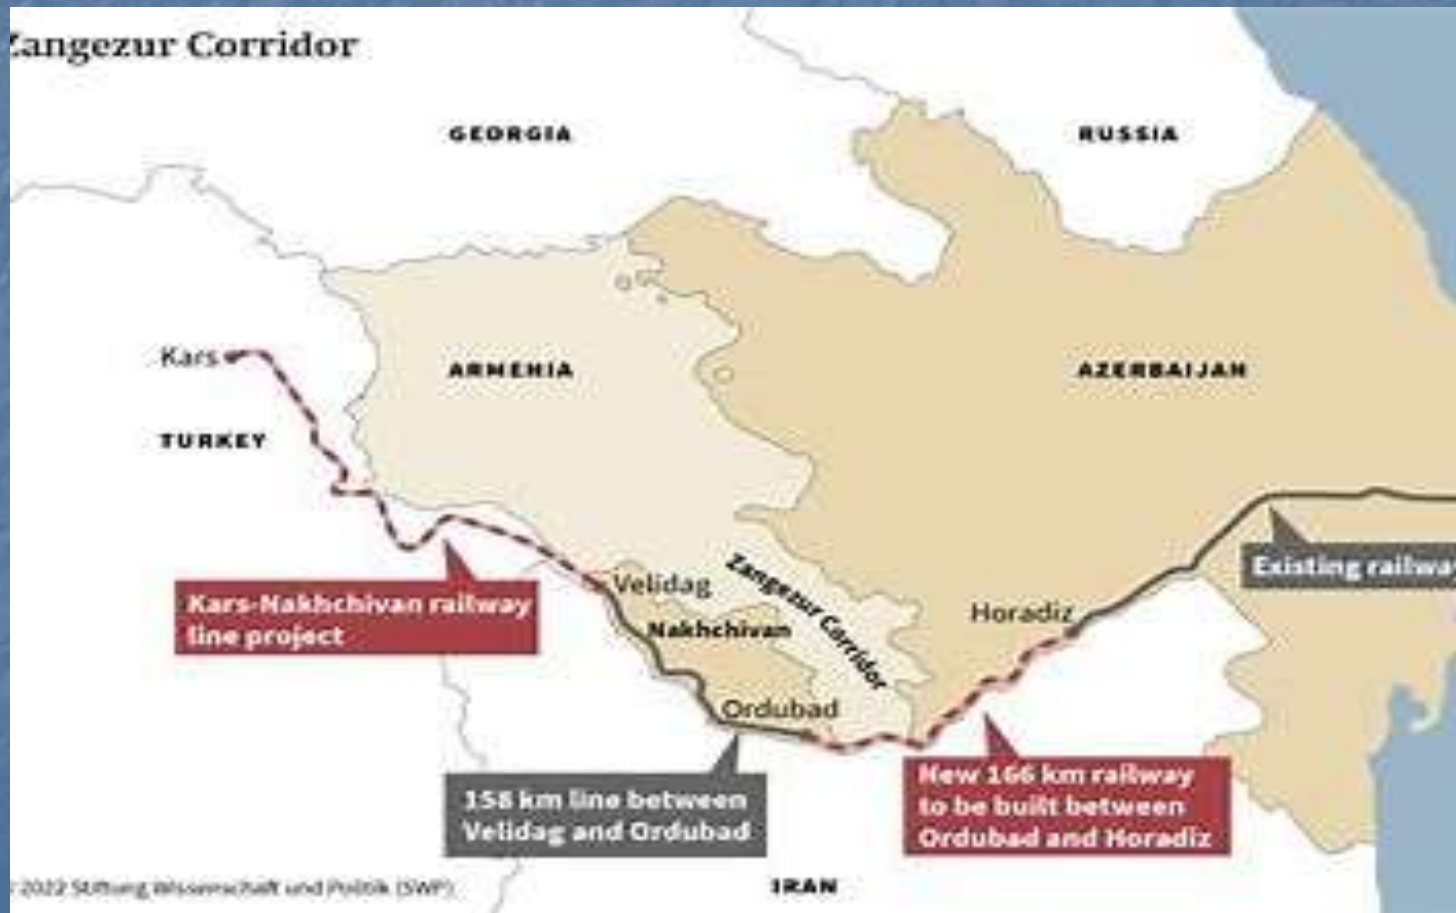 Zangezur Corridor
GEORGIA
RUSSIA
Kars
ARMENIA
AZERBAIJAN
TURKEY
Existing railway
Zangezur Corridor
Velidag
Kars-Nakhchivan railway
line project
Horadiz
Nakhchivan
Ordubad
New 166 km railway
to be built between
Ordubad and Horadiz
158 km line between
Velidag and Ordubad
2022 Stiftung Wissenschaft und Politik (SWP)
IRAN